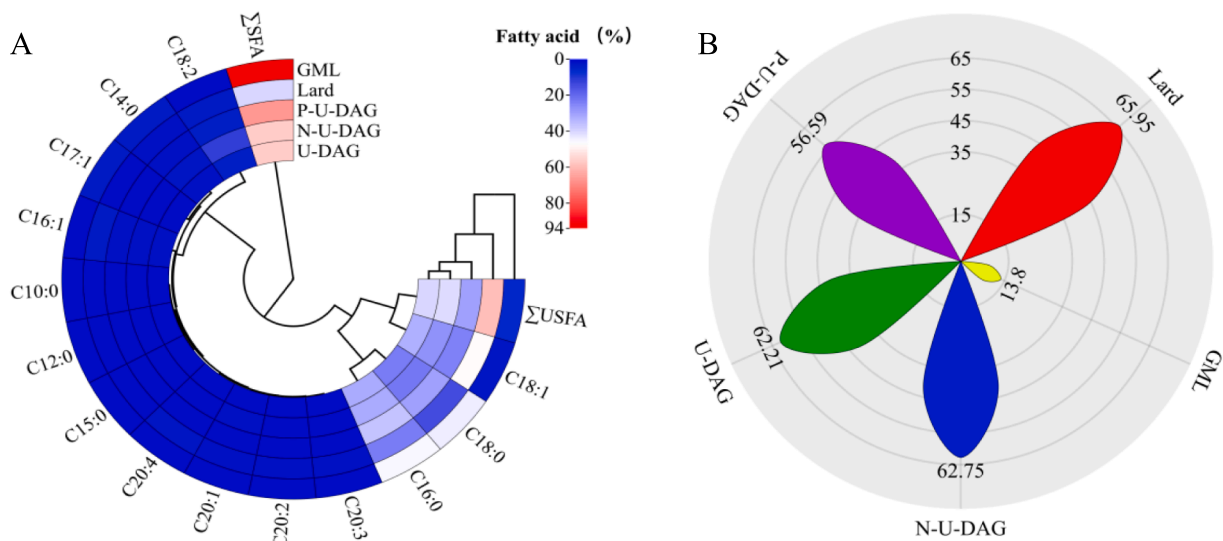 A
∑SFA
C18:2
C14:0
C17:1
C16:1
C10:0
C12:0
C15:0
C20:4
C20:1
C20:2
C20:3
C16:0
C18:0
C18:1
∑USFA
GML
Lard
P-U-DAG
N-U-DAG
U-DAG
Fatty acid (%)
0
20
40
60
80
94
B
65
55
45
35
15
P-U-DAG
56.59
Lard
65.95
U-DAG
62.21
13.8
GML
62.75
N-U-DAG